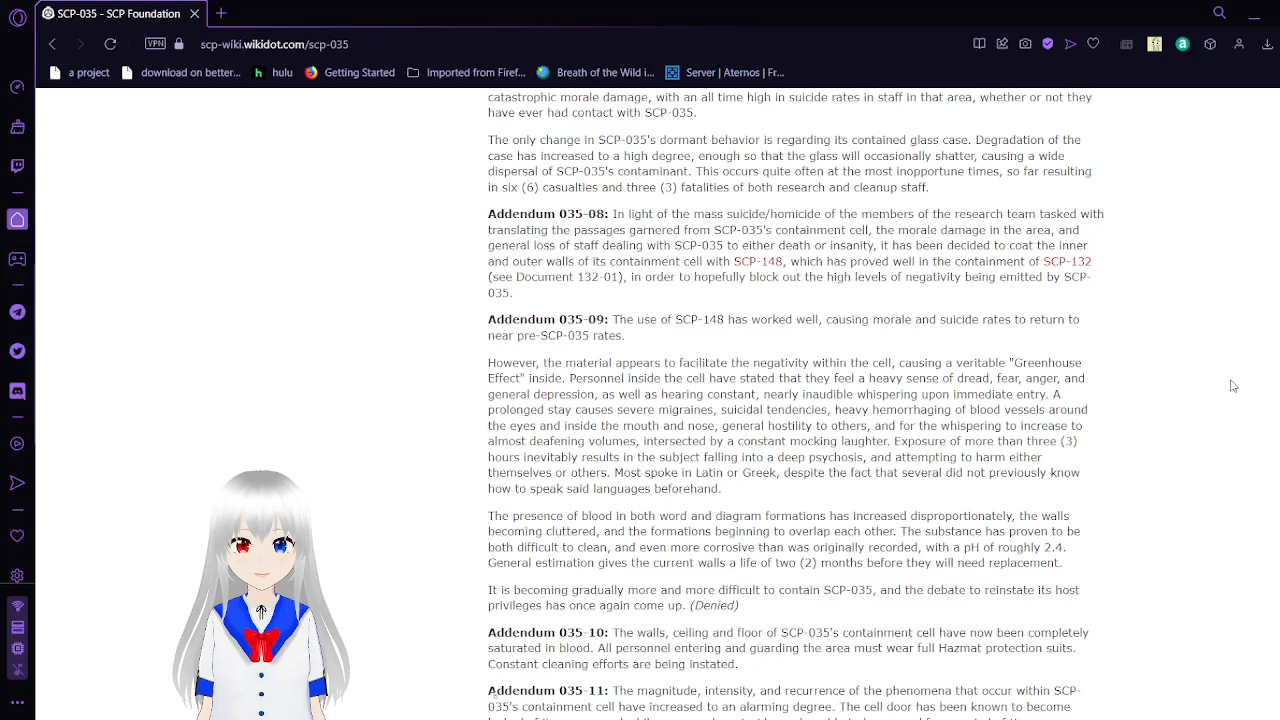 SCP-035 - SCP Foundation
VPN
scp-wiki.wikidot.com/scp-035
a project
download on better...
h
hulu
Getting Started
Imported from Firef...
Breath of the Wild i...
Server | Aternos | Fr...
catastrophic morale damage, with an all time high in suicide rates in staff in that area, whether or not they
have ever had contact with SCP-035.
The only change in SCP-035's dormant behavior is regarding its contained glass case. Degradation of the
case has increased to a high degree, enough so that the glass will occasionally shatter, causing a wide
dispersal of SCP-035's contaminant. This occurs quite often at the most inopportune times, so far resulting
in six (6) casualties and three (3) fatalities of both research and cleanup staff.
Addendum 035-08: In light of the mass suicide/homicide of the members of the research team tasked with
translating the passages garnered from SCP-035's containment cell, the morale damage in the area, and
general loss of staff dealing with SCP-035 to either death or insanity, it has been decided to coat the inner
and outer walls of its containment cell with SCP-148, which has proved well in the containment of SCP-132
(see Document 132-01), in order to hopefully block out the high levels of negativity being emitted by SCP-
035.
Addendum 035-09: The use of SCP-148 has worked well, causing morale and suicide rates to return to
near pre-SCP-035 rates.
However, the material appears to facilitate the negativity within the cell, causing a veritable "Greenhouse
Effect" inside. Personnel inside the cell have stated that they feel a heavy sense of dread, fear, anger, and
general depression, as well as hearing constant, nearly inaudible whispering upon immediate entry. A
prolonged stay causes severe migraines, suicidal tendencies, heavy hemorrhaging of blood vessels around
the eyes and inside the mouth and nose, general hostility to others, and for the whispering to increase to
almost deafening volumes, intersected by a constant mocking laughter. Exposure of more than three (3)
hours inevitably results in the subject falling into a deep psychosis, and attempting to harm either
themselves or others. Most spoke in Latin or Greek, despite the fact that several did not previously know
how to speak said languages beforehand.
The presence of blood in both word and diagram formations has increased disproportionately, the walls
becoming cluttered, and the formations beginning to overlap each other. The substance has proven to be
both difficult to clean, and even more corrosive than was originally recorded, with a pH of roughly 2.4.
General estimation gives the current walls a life of two (2) months before they will need replacement.
It is becoming gradually more and more difficult to contain SCP-035, and the debate to reinstate its host
privileges has once again come up. (Denied)
Addendum 035-10: The walls, ceiling and floor of SCP-035's containment cell have now been completely
saturated in blood. All personnel entering and guarding the area must wear full Hazmat protection suits.
Constant cleaning efforts are being instated.
Addendum 035-11: The magnitude, intensity, and recurrence of the phenomena that occur within SCP-
035's containment cell have increased to an alarming degree. The cell door has been known to become